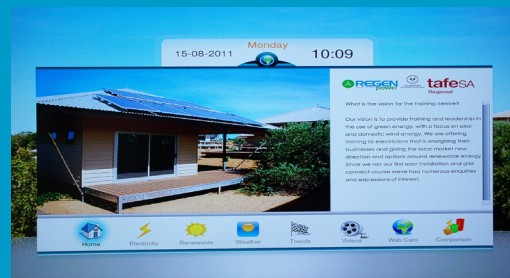 Monday
15-08-2011
10:09
REGEN
power
tafeSA
Regional
What is the vision for the training centre?
Our vision is to provide training and leadership in
the use of green energy, with a focus on solar
and domestic wind energy. We are offering
training to electricians that is energising their
businesses and giving the local market new
direction and options around renewable energy.
Since we ran our first solar installation and grid
connect course we've had numerous enquiries
and expressions of interest.
Home
Electricity
Renewable
Weather
Trends
Videos
Web Cam
Comparison